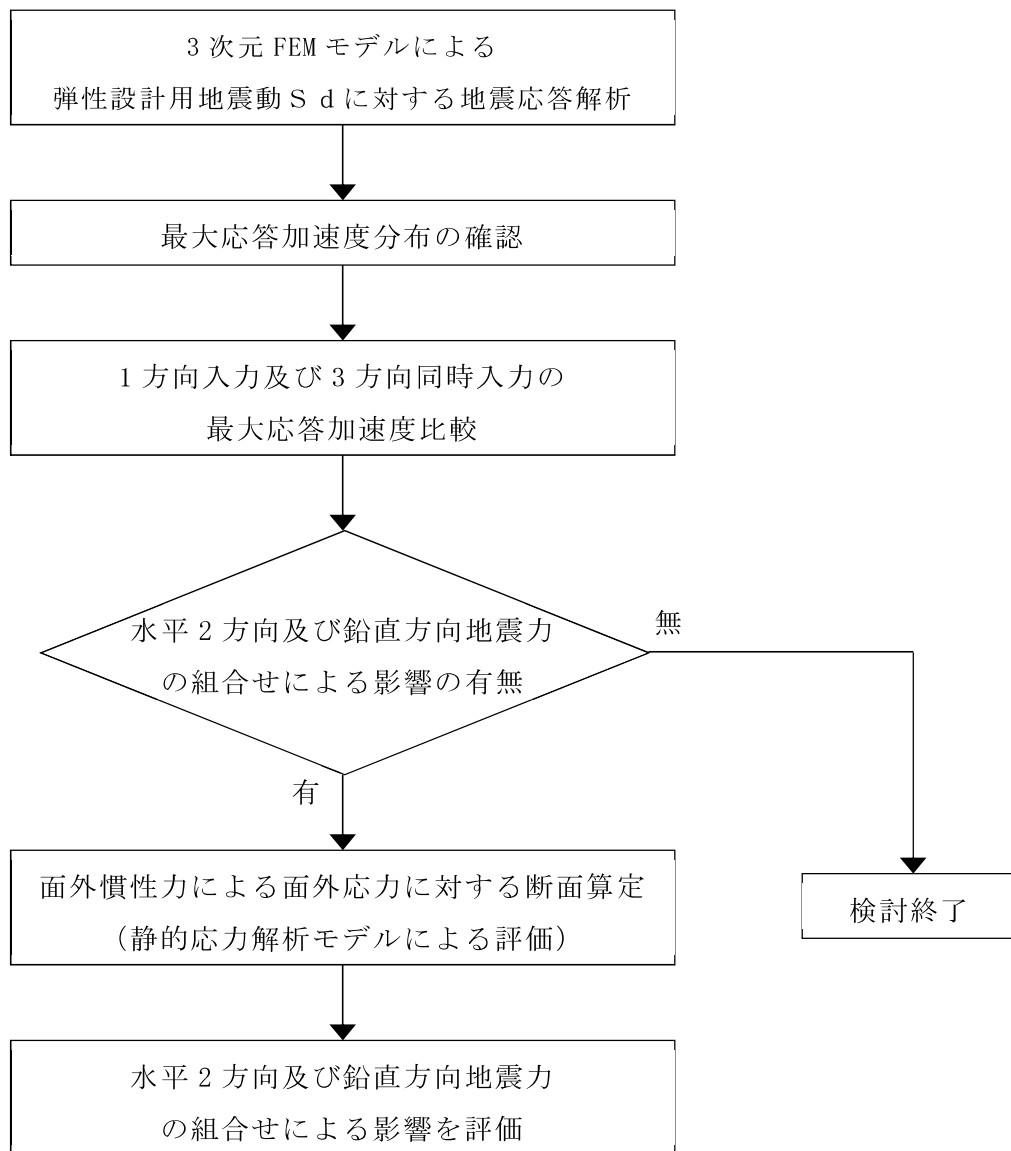 3 次元 FEM モデルによる
弾性設計用地震動Ｓｄに対する地震応答解析
最大応答加速度分布の確認
1 方向入力及び 3 方向同時入力の
最大応答加速度比較
水平 2 方向及び鉛直方向地震力
の組合せによる影響の有無
無
有
面外慣性力による面外応力に対する断面算定
（静的応力解析モデルによる評価）
検討終了
水平 2 方向及び鉛直方向地震力
の組合せによる影響を評価